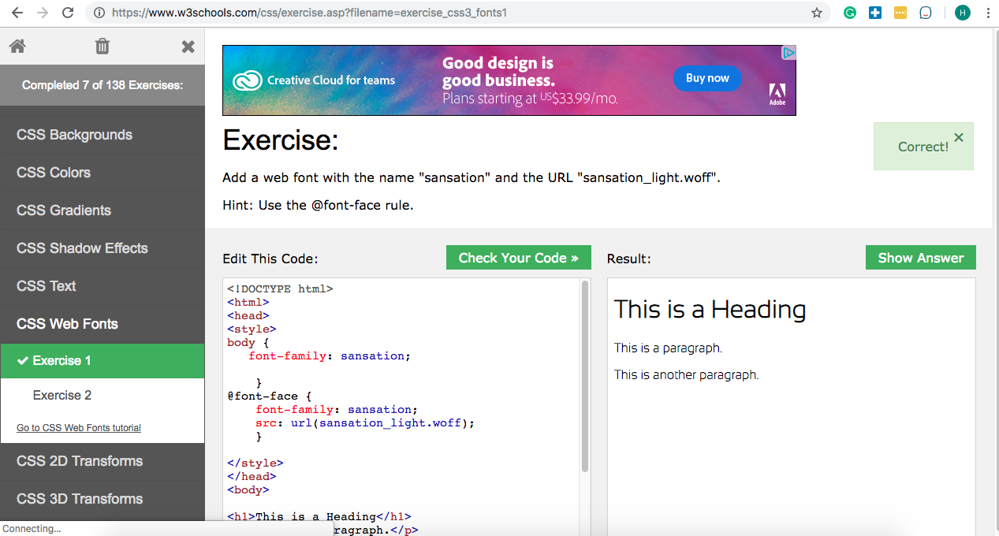 https://www.w3schools.com/css/exercise.asp?filename=exercise_css3_fonts1
H
Completed 7 of 138 Exercises:
CSS Backgrounds
CSS Colors
CSS Gradients
CSS Shadow Effects
CSS Text
CSS Web Fonts
Exercise 1
Exercise 2
Go to CSS Web Fonts tutorial
CSS 2D Transforms
CSS 3D Transforms
Connecting...
Creative Cloud for teams
Good design is
good business.
Plans starting at US$33.99/mo.
Buy now
Adobe
Exercise:
Correct!
Add a web font with the name "sansation" and the URL "sansation_light.woff".
Hint: Use the @font-face rule.
Edit This Code:
Check Your Code »
<!DOCTYPE html>
<html>
<head>
<style>
body {
font-family: sansation;
}
@font-face {
font-family: sansation;
src: url(sansation_light.woff);
}
</style>
</head>
<body>
<h1>This is a Heading</h1>
ragraph.</p>
Result:
Show Answer
This is a Heading
This is a paragraph.
This is another paragraph.